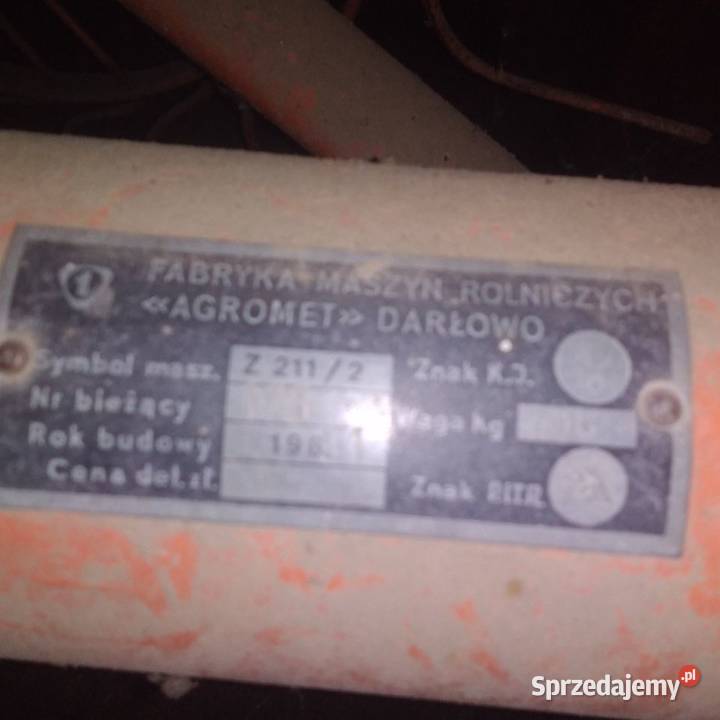 FABRYKA MASZYN ROLNICZYCH
«AGROMET» DARŁOWO
Symbol masz. Z 211/2 Znak K.J.
Nr bieżący Waga kg
Rok budowy
Cena det. zł. Znak
Sprzedajemy.pl